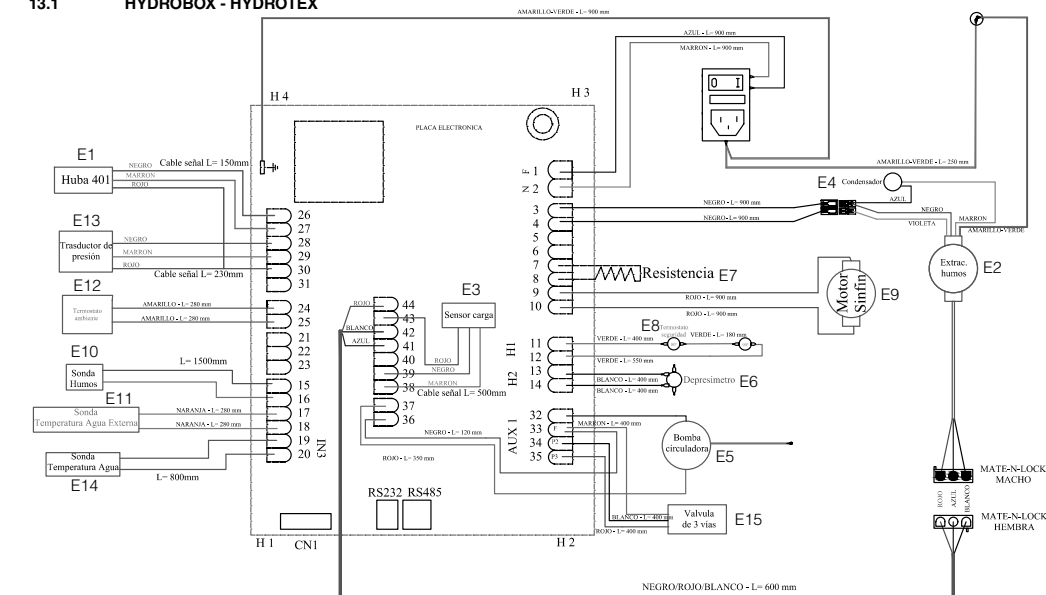 13.1 HYDROBOX - HYDROTEX
AMARILLO-VERDE - L= 900 mm
AZUL - L= 900 mm
MARRON - L= 900 mm
H 4
H 3
PLACA ELECTRONICA
0 I
AMARILLO-VERDE - L= 250 mm
E1
Huba 401
NEGRO
MARRON
ROJO
Cable señal L= 150mm
F 1
N 2
E4
Condensador
AZUL
NEGRO
VIOLETA
MARRON
AMARILLO-VERDE
NEGRO - L= 900 mm
NEGRO - L= 900 mm
3
4
5
6
7
8
9
10
26
27
28
29
30
31
E13
Trasductor de
presión
NEGRO
MARRON
ROJO
Cable señal L= 230mm
Extrac.
humos
E2
Resistencia E7
ROJO - L= 900 mm
ROJO - L= 900 mm
Motor
Sinfin
E9
E12
Termostato
ambiente
AMARILLO - L= 280 mm
AMARILLO - L= 280 mm
24
25
21
22
23
ROJO
BLANCO
AZUL
44
43
42
41
40
39
38
37
36
E3
Sensor carga
ROJO
NEGRO
MARRON
Cable señal L= 500mm
H1
11
12
VERDE - L= 400 mm
VERDE - L= 550 mm
E8
Termostato
seguridad
VERDE - L= 180 mm
H2
13
14
BLANCO - L= 400 mm
BLANCO - L= 400 mm
Depresimetro E6
E10
Sonda
Humos
L= 1500mm
15
16
17
18
19
20
IN3
E11
Sonda
Temperatura Agua Externa
NARANJA - L= 280 mm
NARANJA - L= 280 mm
Sonda
Temperatura Agua
E14
L= 800mm
NEGRO - L= 120 mm
ROJO - L= 350 mm
AUX 1
32
33 F
34 P2
35 P3
MARRON - L= 400 mm
Bomba
circuladora
E5
BLANCO - L= 400 mm
ROJO - L= 400 mm
Valvula
de 3 vias
E15
RS232 RS485
H 1
CN1
H 2
ROJO
AZUL
BLANCO
MATE-N-LOCK
MACHO
MATE-N-LOCK
HEMBRA
NEGRO/ROJO/BLANCO - L= 600 mm